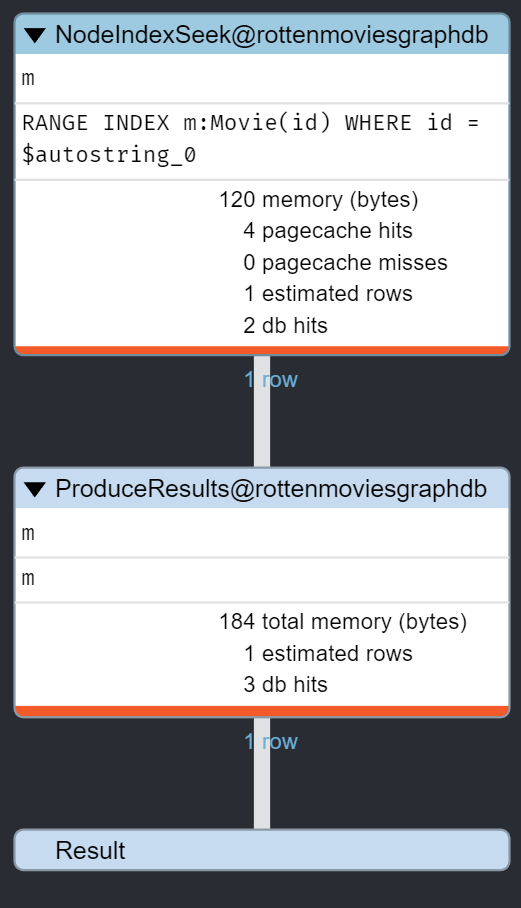 NodeIndexSeek@rottenmoviesgraphdb
m
RANGE INDEX m:Movie(id) WHERE id =
$autostring_0
120 memory (bytes)
4 pagecache hits
0 pagecache misses
1 estimated rows
2 db hits
1 row
ProduceResults@rottenmoviesgraphdb
m
m
184 total memory (bytes)
1 estimated rows
3 db hits
1 row
Result